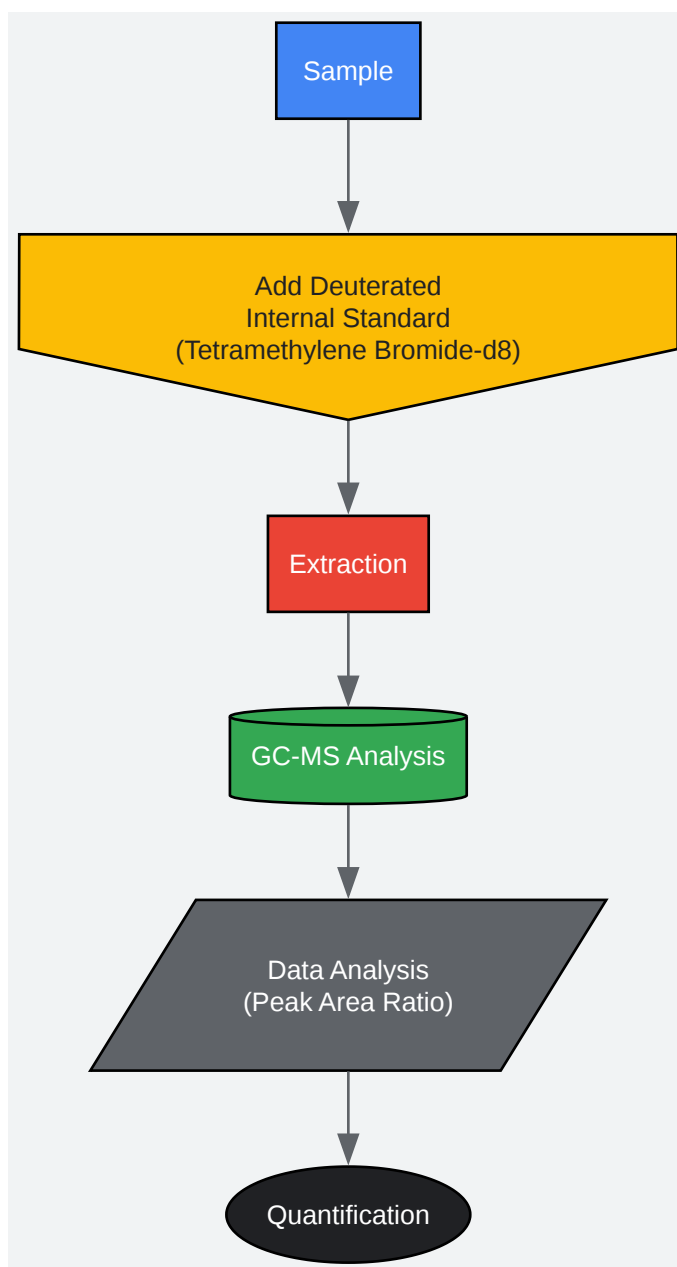 Sample
Add Deuterated
Internal Standard
(Tetramethylene Bromide-d8)
Extraction
GC-MS Analysis
Data Analysis
(Peak Area Ratio)
Quantification